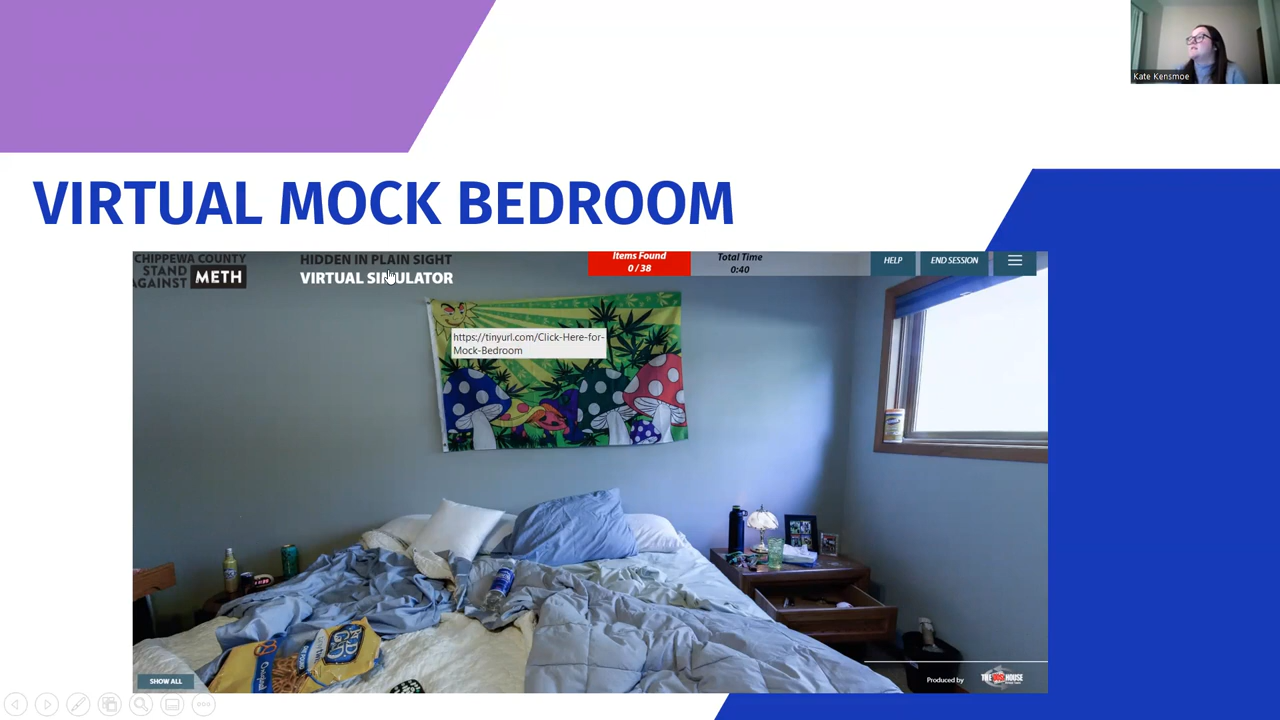 Kate Kensmoe
VIRTUAL MOCK BEDROOM
CHIPPEWA COUNTY
STAND
AGAINST METH
HIDDEN IN PLAIN SIGHT
VIRTUAL SIMULATOR
Items Found
0 / 38
Total Time
0:40
HELP
END SESSION
https://tinyurl.com/Click-Here-for-
Mock-Bedroom
SHOW ALL
Produced by